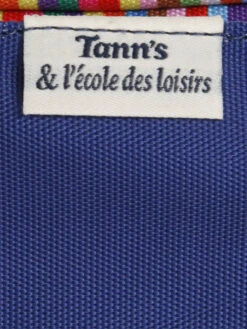 Tann's
& l'école des loisirs